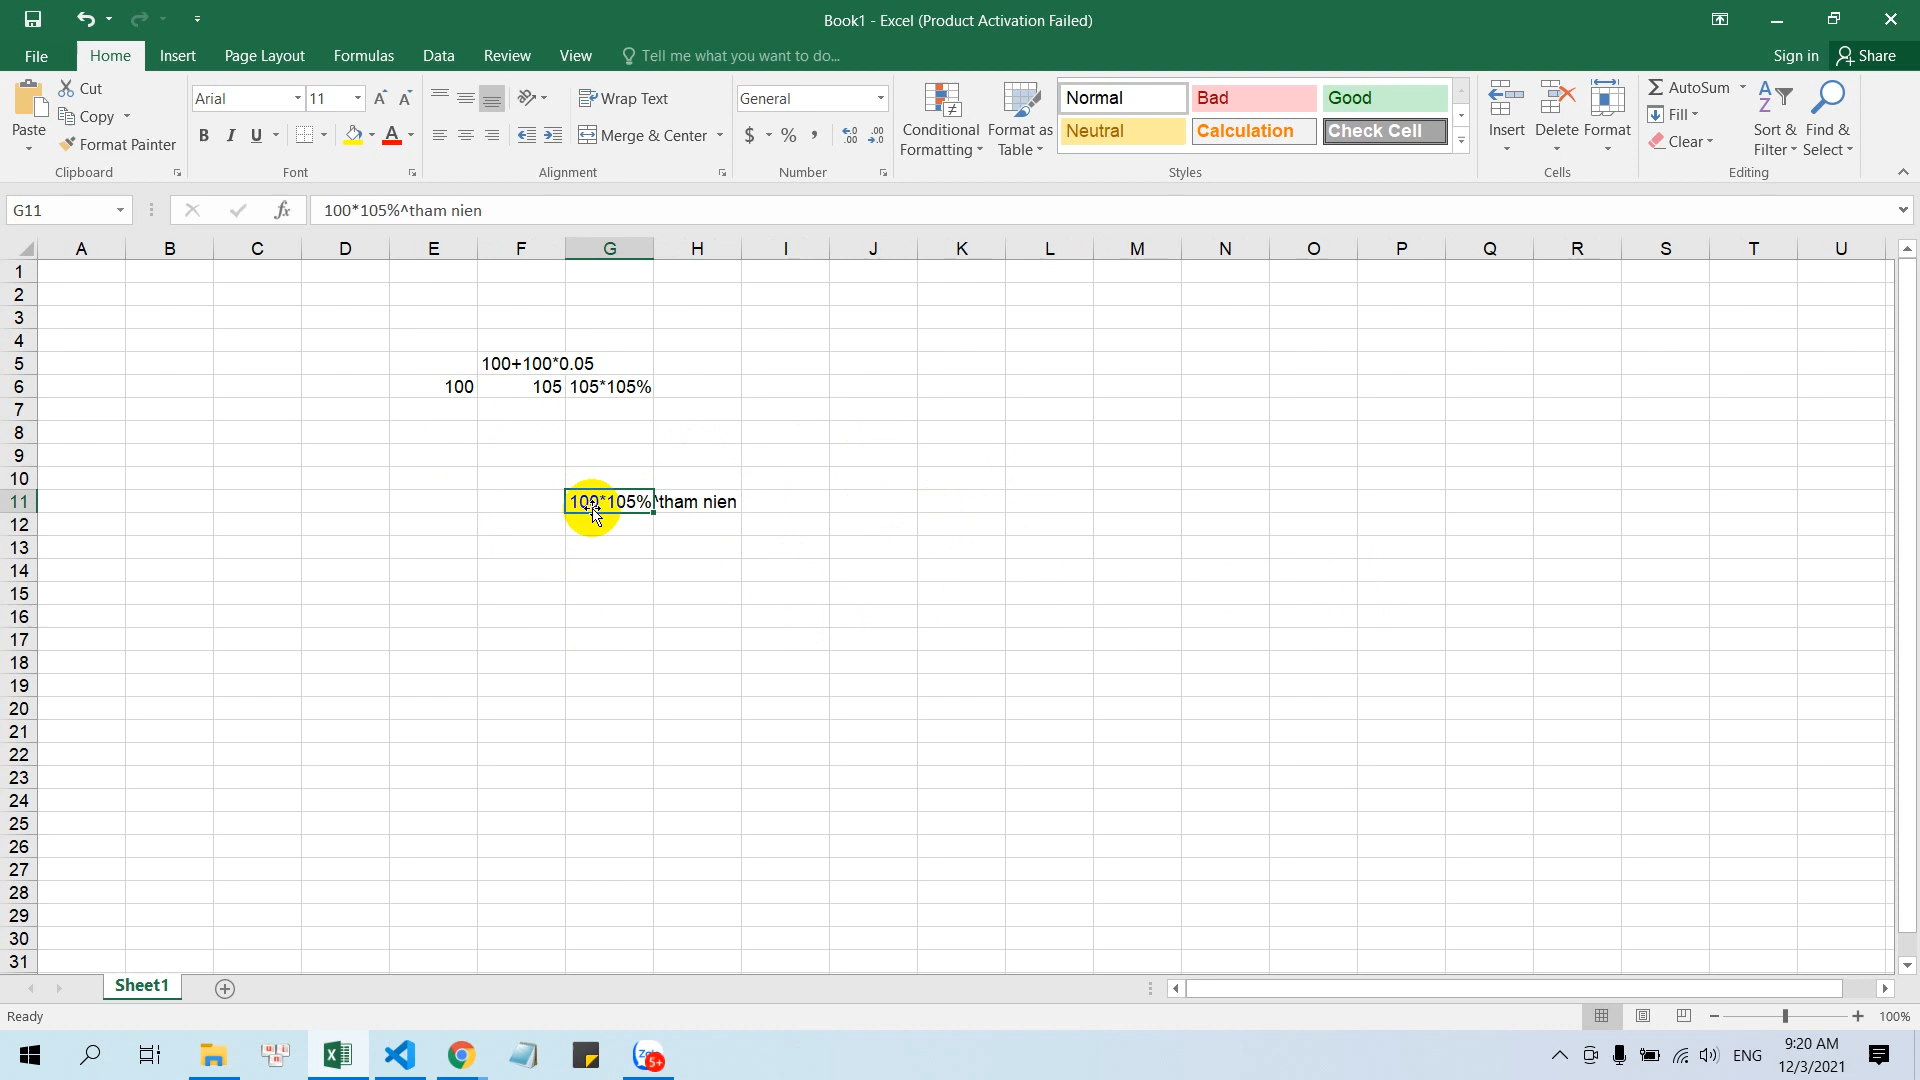 Book1 - Excel (Product Activation Failed)
File Home Insert Page Layout Formulas Data Review View Tell me what you want to do... Sign in Share
Paste Cut Copy Format Painter Clipboard
Arial 11 B I U Font
Wrap Text Merge & Center Alignment
General $ % , Number
Conditional Formatting Format as Table
Normal Bad Good
Neutral Calculation Check Cell
Styles
Insert Delete Format Cells
AutoSum Fill Clear Sort & Filter Find & Select Editing
G11 fx 100*105%^tham nien
A B C D E F G H I J K L M N O P Q R S T U
1
2
3
4
5 100+100*0.05
6 100 105 105*105%
7
8
9
10
11 100*105%^tham nien
12
13
14
15
16
17
18
19
20
21
22
23
24
25
26
27
28
29
30
31
Sheet1
Ready 100%
ENG 9:20 AM
12/3/2021